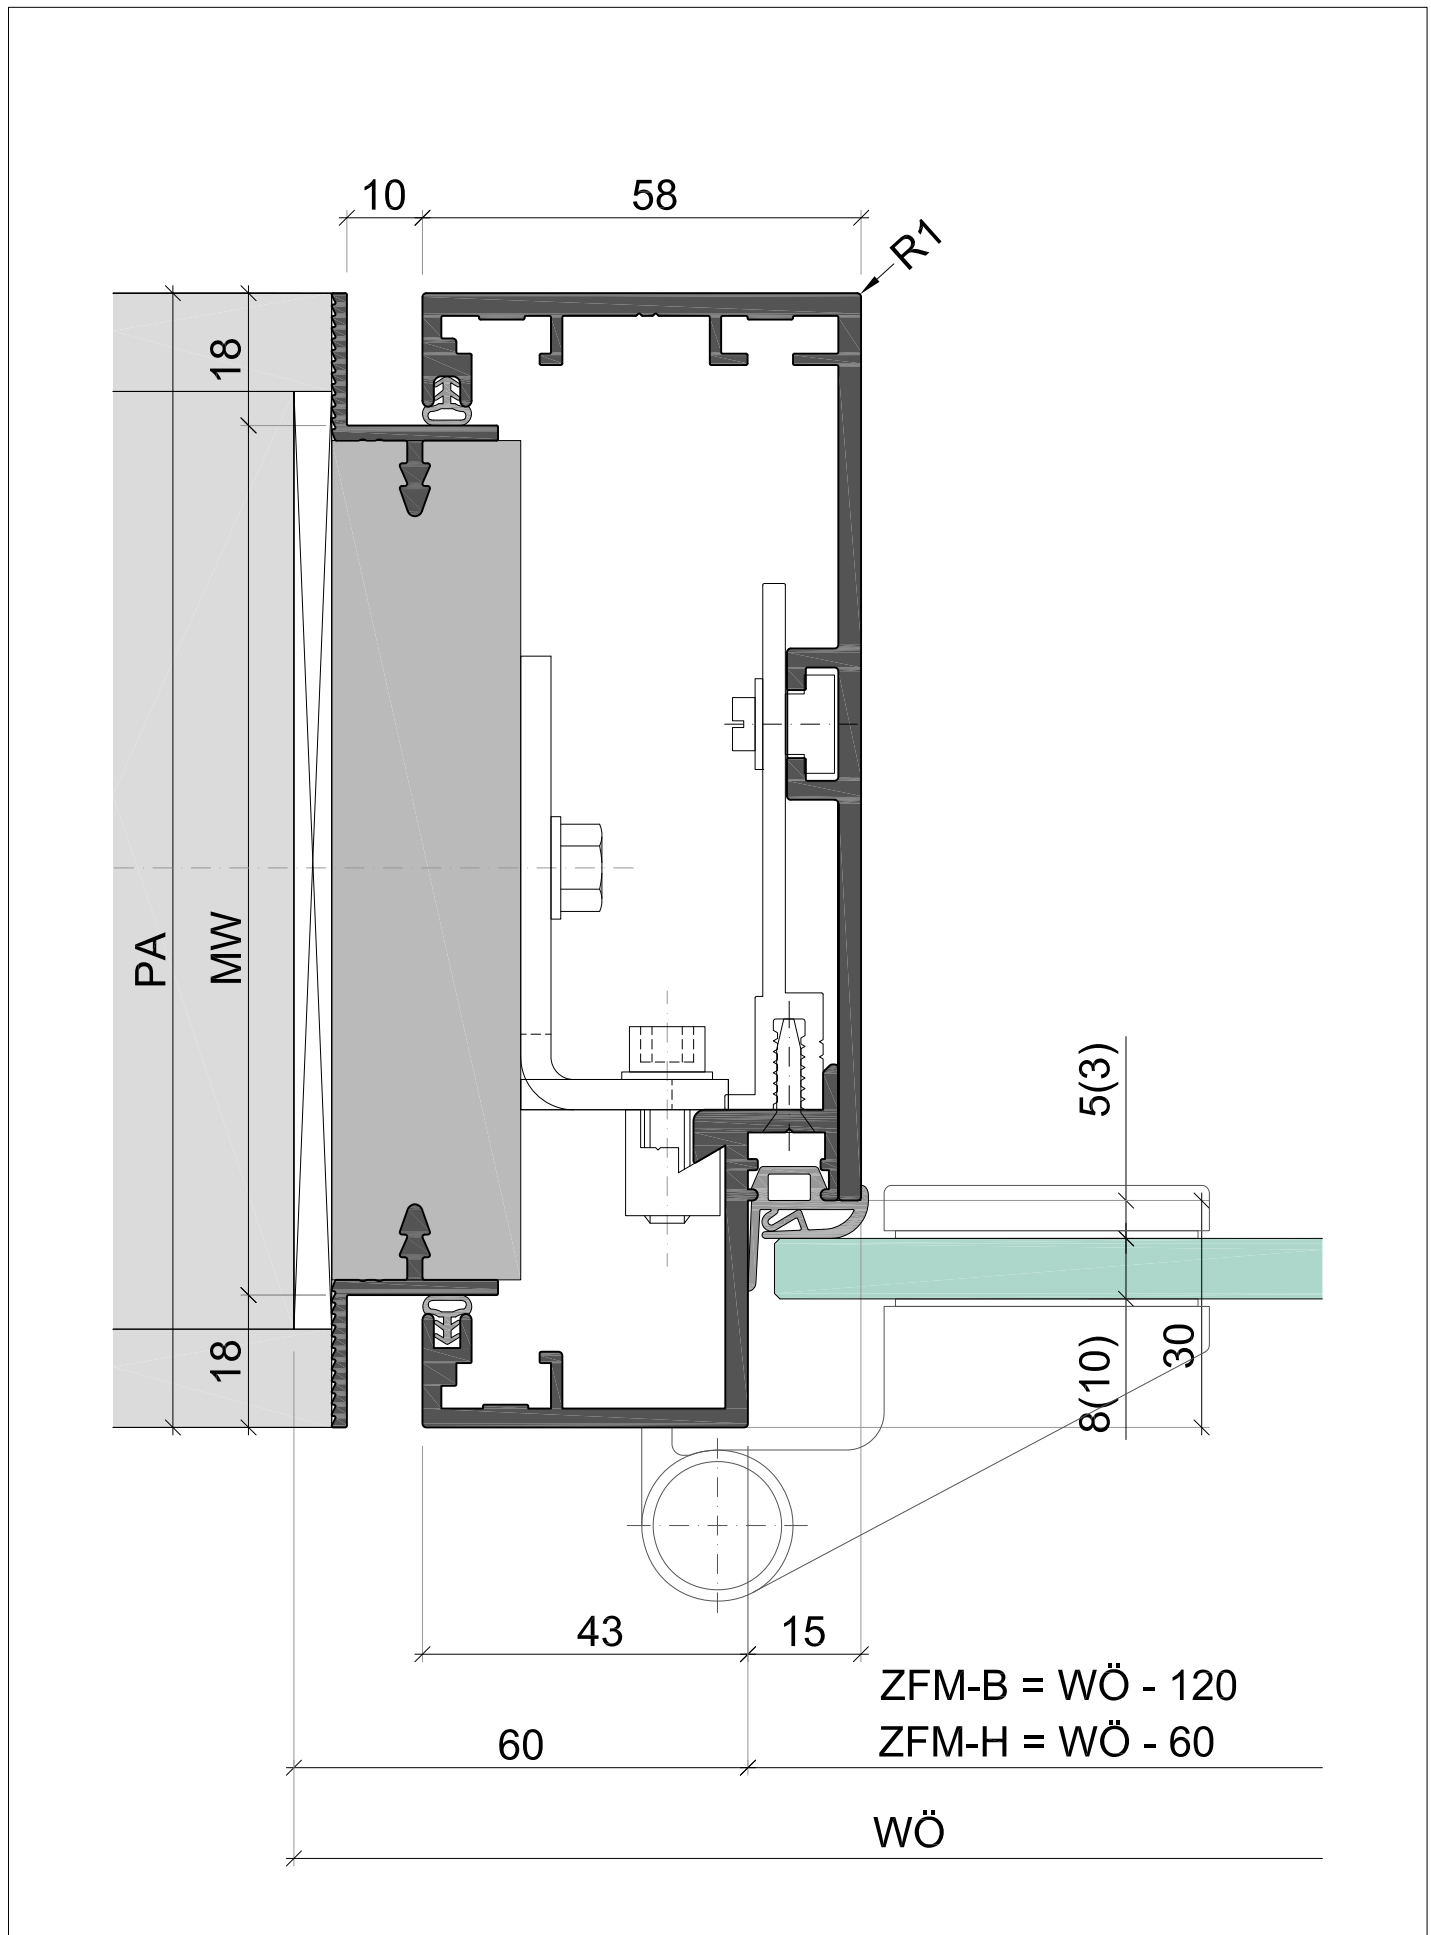 10
58
R1
18
PA
MW
5(3)
18
8(10)
30
43
15
ZFM-B = WÖ - 120
ZFM-H = WÖ - 60
60
WÖ